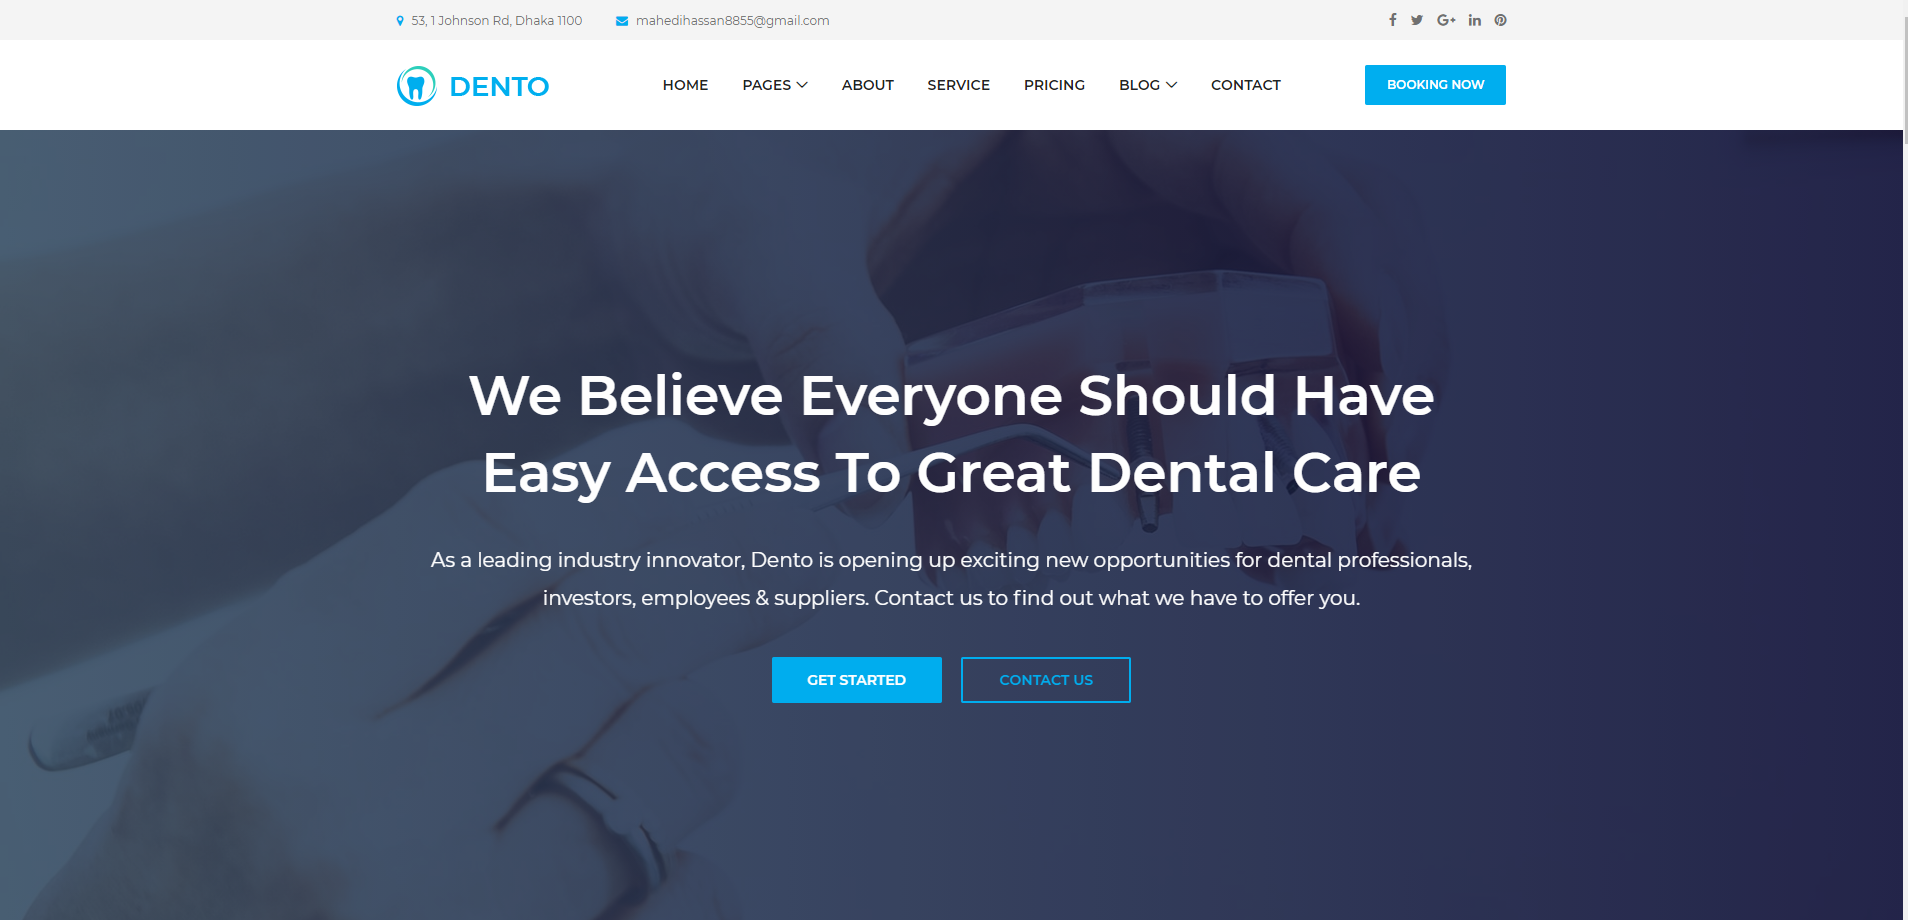 53, 1 Johnson Rd, Dhaka 1100 mahedihassan8855@gmail.com
DENTO HOME PAGES ABOUT SERVICE PRICING BLOG CONTACT BOOKING NOW
We Believe Everyone Should Have
Easy Access To Great Dental Care
As a leading industry innovator, Dento is opening up exciting new opportunities for dental professionals,
investors, employees & suppliers. Contact us to find out what we have to offer you.
GET STARTED CONTACT US